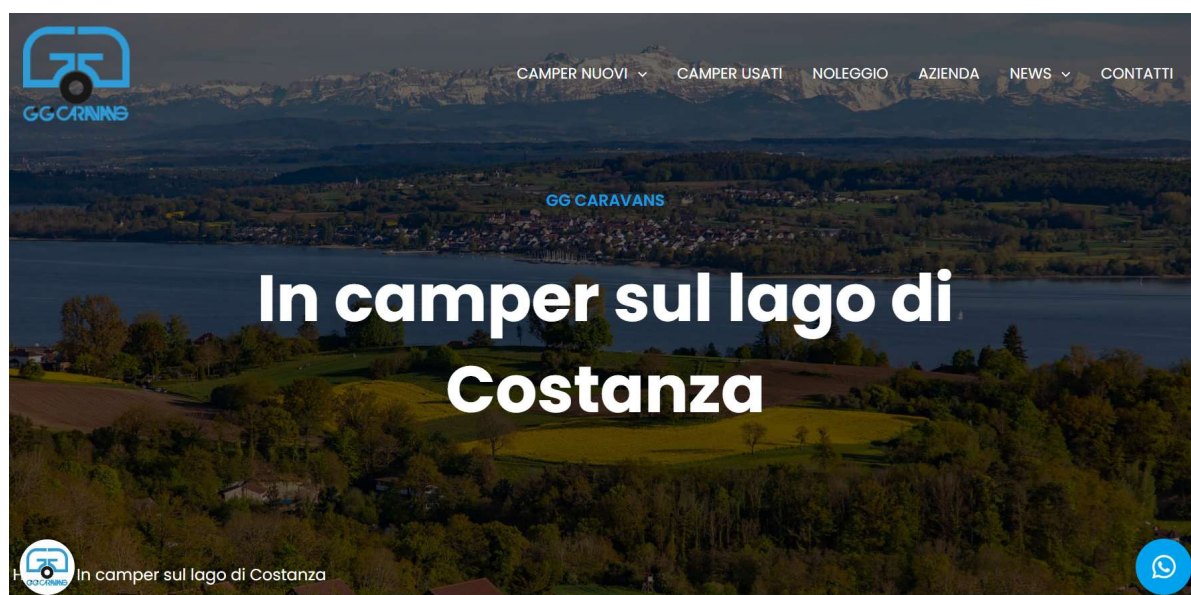 GG CARAVANS
CAMPER NUOVI
CAMPER USATI
NOLEGGIO
AZIENDA
NEWS
CONTATTI
GG CARAVANS
In camper sul lago di
Costanza
In camper sul lago di Costanza